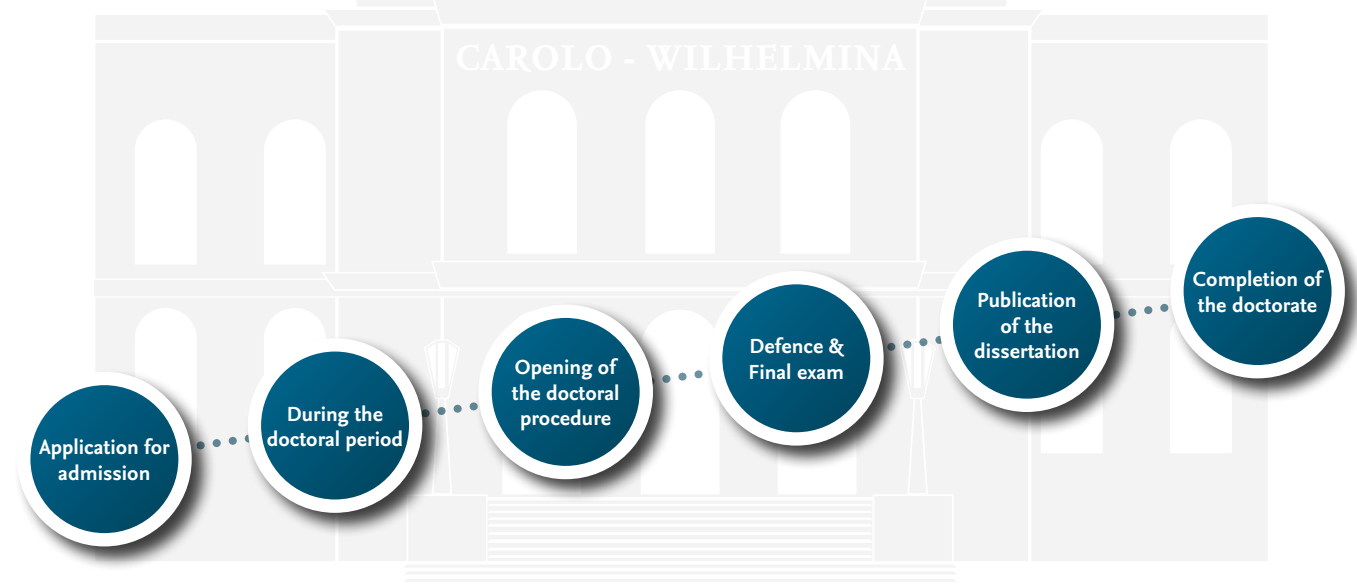 CAROLO - WILHELMINA
Application for
admission
During the
doctoral period
Opening of
the doctoral
procedure
Defence &
Final exam
Publication
of the
dissertation
Completion of
the doctorate